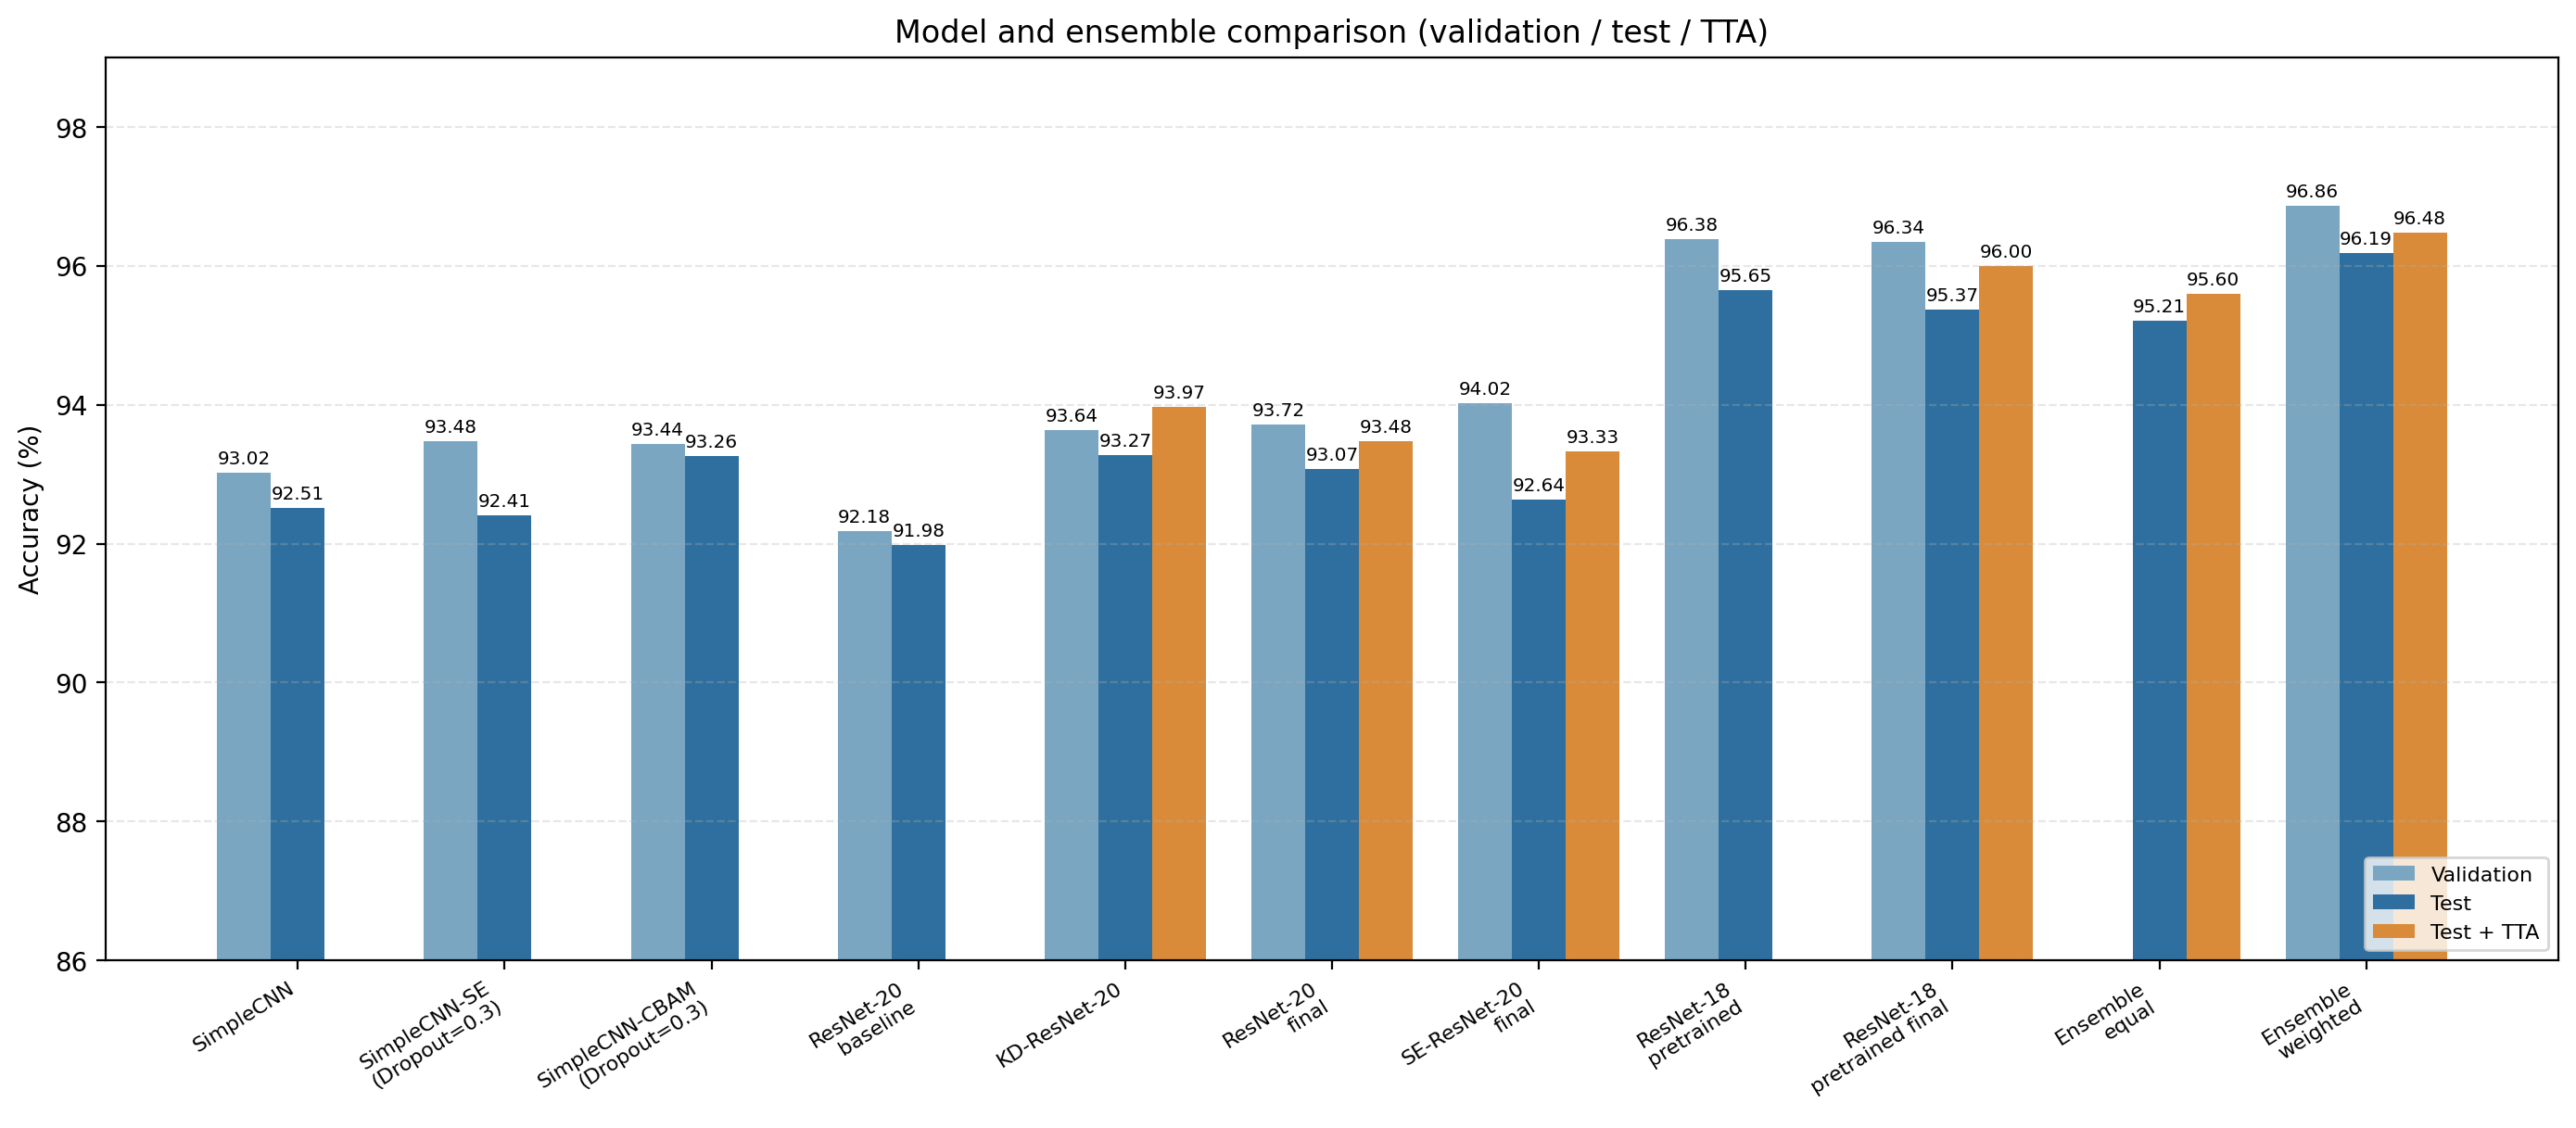 Model and ensemble comparison (validation / test / TTA)
Accuracy (%)
98
96
94
92
90
88
86
93.02
92.51
93.48
92.41
93.44
93.26
92.18
91.98
93.64
93.27
93.97
93.72
93.07
93.48
94.02
92.64
93.33
96.38
95.65
96.34
95.37
96.00
95.21
95.60
96.86
96.19
96.48
Validation
Test
Test + TTA
SimpleCNN
SimpleCNN-SE
(Dropout=0.3)
SimpleCNN-CBAM
(Dropout=0.3)
ResNet-20
baseline
KD-ResNet-20
ResNet-20
final
SE-ResNet-20
final
ResNet-18
pretrained
ResNet-18
pretrained final
Ensemble
equal
Ensemble
weighted